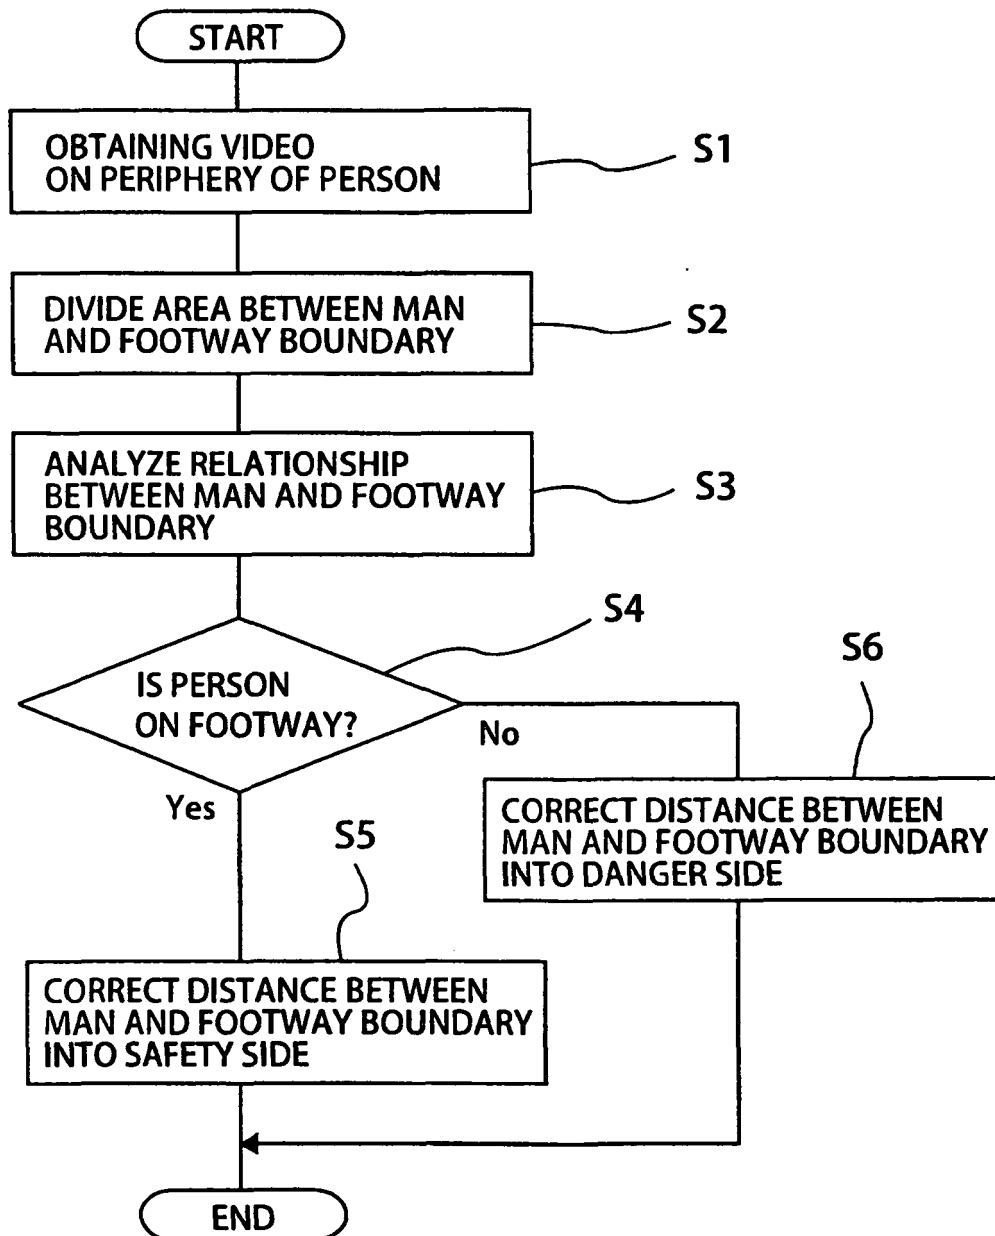 START
OBTAINING VIDEO
ON PERIPHERY OF PERSON
S1
DIVIDE AREA BETWEEN MAN
AND FOOTWAY BOUNDARY
S2
ANALYZE RELATIONSHIP
BETWEEN MAN AND FOOTWAY
BOUNDARY
S3
S4
IS PERSON
ON FOOTWAY?
No
Yes
S6
CORRECT DISTANCE BETWEEN
MAN AND FOOTWAY BOUNDARY
INTO DANGER SIDE
S5
CORRECT DISTANCE BETWEEN
MAN AND FOOTWAY BOUNDARY
INTO SAFETY SIDE
END